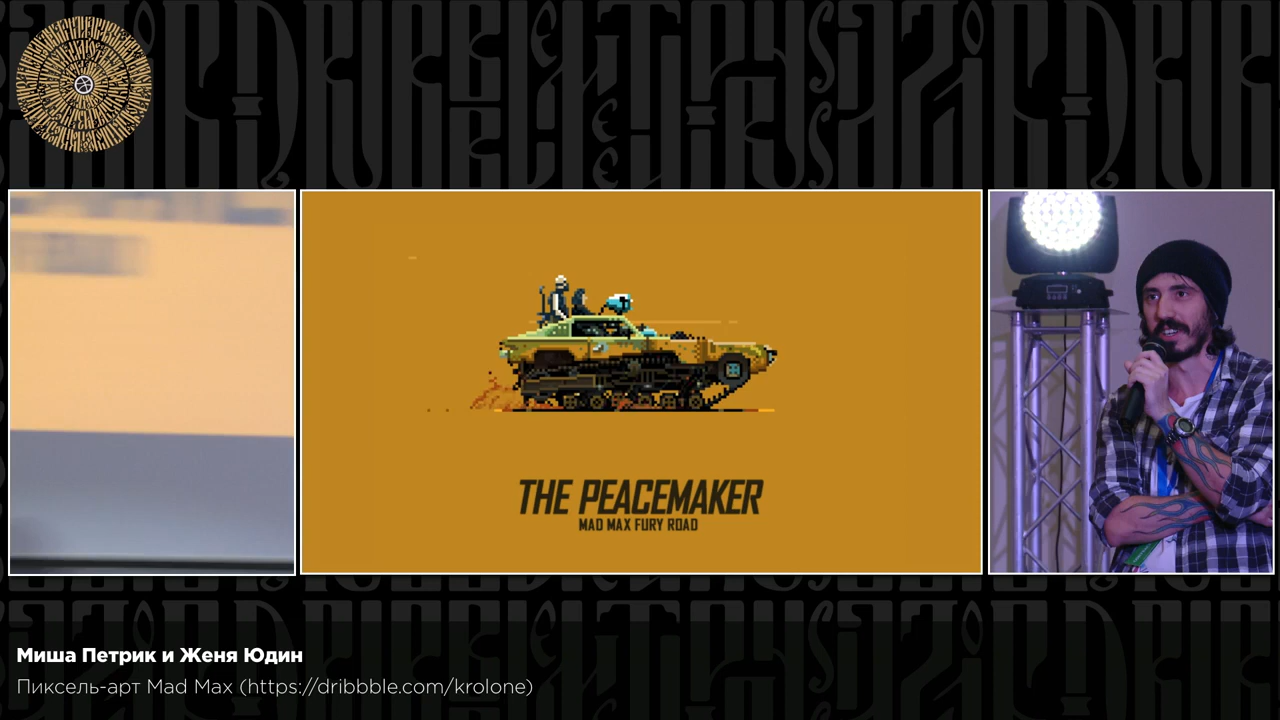 THE PEACEMAKER
MAD MAX FURY ROAD
Миша Петрик и Женя Юдин
Пиксель-арт Mad Max (https://dribbble.com/krolone)